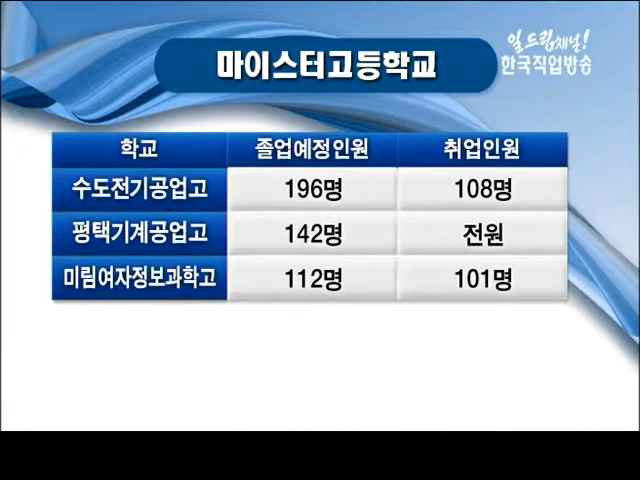 일 드림채널!
한국직업방송
마이스터고등학교
학교 졸업예정인원 취업인원
수도전기공업고 196명 108명
평택기계공업고 142명 전원
미림여자정보과학고 112명 101명